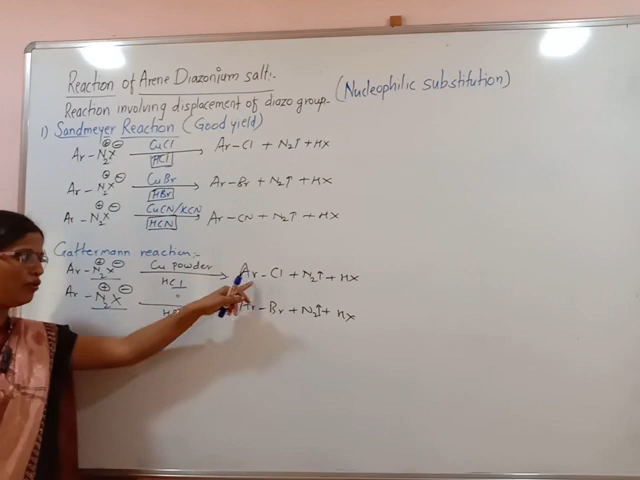 Reaction of Arene Diazonium salt:-
Reaction involving displacement of diazo group- (Nucleophilic substitution)
1) Sandmeyer Reaction (Good yield)
Ar-N₂⊕X⊖ CuCl/HCl → Ar-Cl + N₂↑ + HX
Ar-N₂⊕X⊖ CuBr/HBr → Ar-Br + N₂↑ + HX
Ar-N₂⊕X⊖ CuCN/KCN/HCN → Ar-CN + N₂↑ + HX
Gattermann reaction:-
Ar-N₂⊕X⊖ Cu powder/HCl → Ar-Cl + N₂↑ + HX
Ar-N₂⊕X⊖ " → Ar-Br + N₂↑ + HX